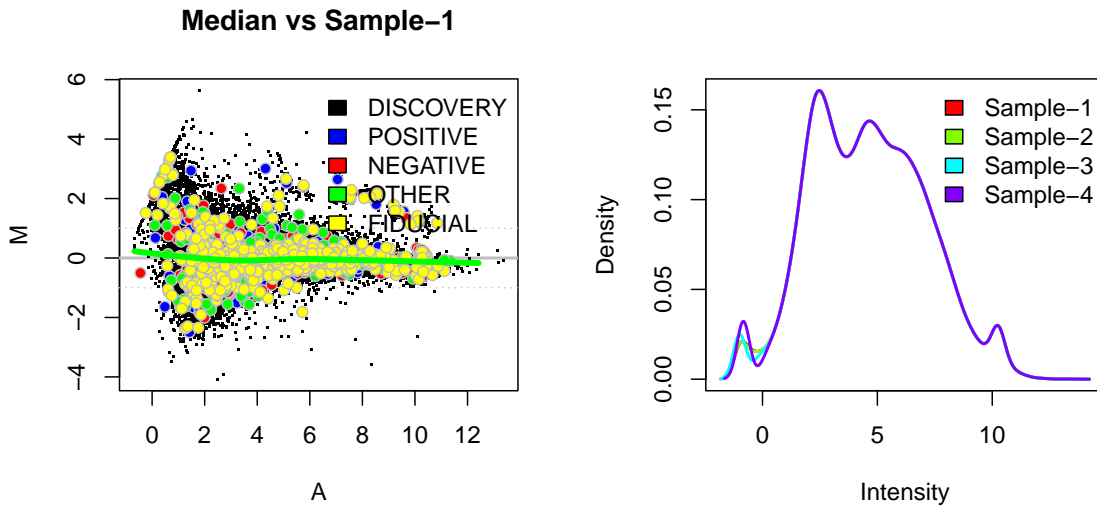 Median vs Sample−1
M
6
4
2
0
−2
−4
DISCOVERY
POSITIVE
NEGATIVE
OTHER
FIDUCIAL
0 2 4 6 8 10 12
A
Density
0.15
0.10
0.05
0.00
Sample−1
Sample−2
Sample−3
Sample−4
0 5 10
Intensity